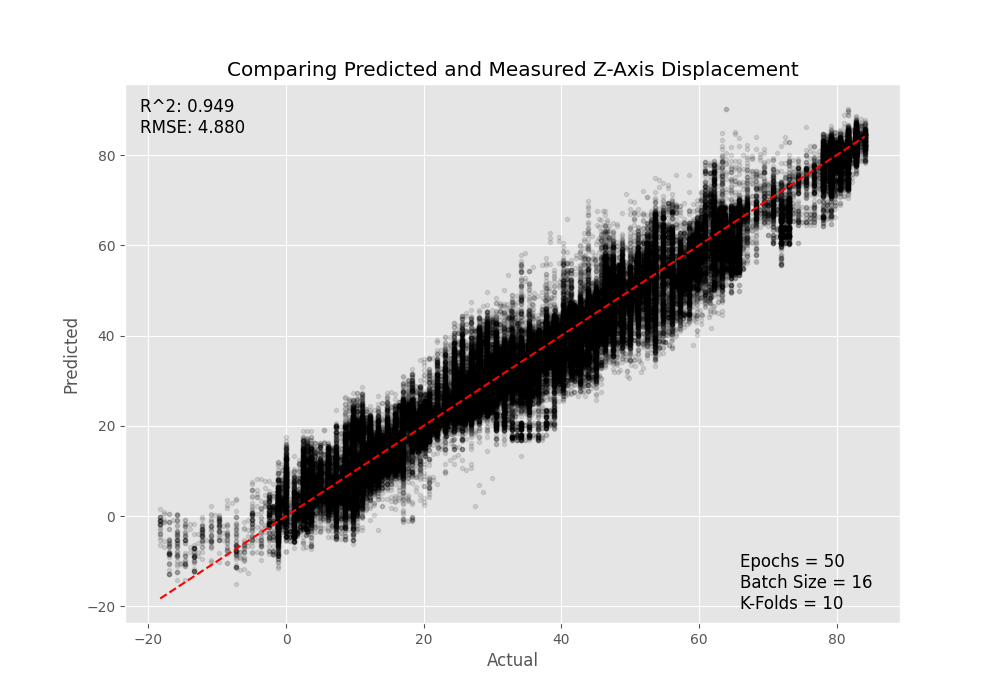 Comparing Predicted and Measured Z-Axis Displacement
R^2: 0.949
RMSE: 4.880
80
60
40
20
0
−20
Predicted
Epochs = 50
Batch Size = 16
K-Folds = 10
−20
0
20
40
60
80
Actual